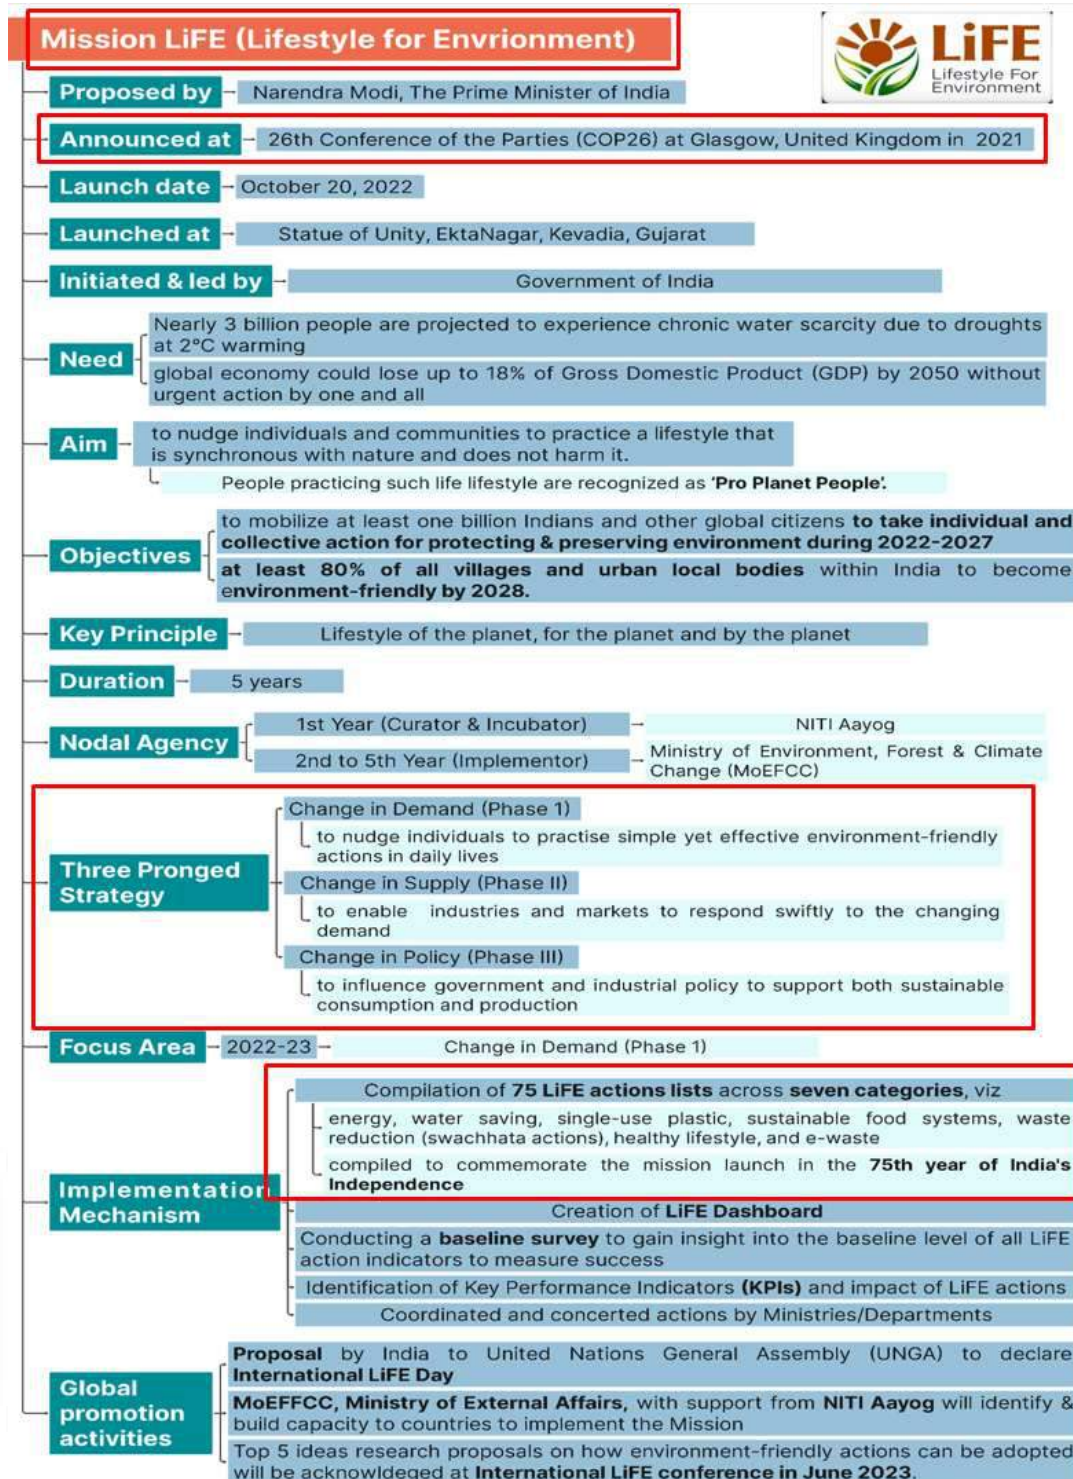 Mission LiFE (Lifestyle for Envrionment)
LiFE
Lifestyle For
Environment
Proposed by
Narendra Modi, The Prime Minister of India
Announced at
26th Conference of the Parties (COP26) at Glasgow, United Kingdom in 2021
Launch date
October 20, 2022
Launched at
Statue of Unity, EktaNagar, Kevadia, Gujarat
Initiated & led by
Government of India
Need
Nearly 3 billion people are projected to experience chronic water scarcity due to droughts
at 2°C warming
global economy could lose up to 18% of Gross Domestic Product (GDP) by 2050 without
urgent action by one and all
Aim
to nudge individuals and communities to practice a lifestyle that
is synchronous with nature and does not harm it.
People practicing such life lifestyle are recognized as 'Pro Planet People'.
Objectives
to mobilize at least one billion Indians and other global citizens to take individual and
collective action for protecting & preserving environment during 2022-2027
at least 80% of all villages and urban local bodies within India to become
environment-friendly by 2028.
Key Principle
Lifestyle of the planet, for the planet and by the planet
Duration
5 years
Nodal Agency
1st Year (Curator & Incubator)
NITI Aayog
2nd to 5th Year (Implementor)
Ministry of Environment, Forest & Climate
Change (MoEFCC)
Three Pronged
Strategy
Change in Demand (Phase 1)
to nudge individuals to practise simple yet effective environment-friendly
actions in daily lives
Change in Supply (Phase II)
to enable industries and markets to respond swiftly to the changing
demand
Change in Policy (Phase III)
to influence government and industrial policy to support both sustainable
consumption and production
Focus Area
2022-23
Change in Demand (Phase 1)
Implementation
Mechanism
Compilation of 75 LiFE actions lists across seven categories, viz
energy, water saving, single-use plastic, sustainable food systems, waste
reduction (swachhata actions), healthy lifestyle, and e-waste
compiled to commemorate the mission launch in the 75th year of India's
Independence
Creation of LiFE Dashboard
Conducting a baseline survey to gain insight into the baseline level of all LiFE
action indicators to measure success
Identification of Key Performance Indicators (KPIs) and impact of LiFE actions
Coordinated and concerted actions by Ministries/Departments
Global
promotion
activities
Proposal by India to United Nations General Assembly (UNGA) to declare
International LiFE Day
MoEFFCC, Ministry of External Affairs, with support from NITI Aayog will identify &
build capacity to countries to implement the Mission
Top 5 ideas research proposals on how environment-friendly actions can be adopted
will be acknowldeged at International LiFE conference in June 2023.